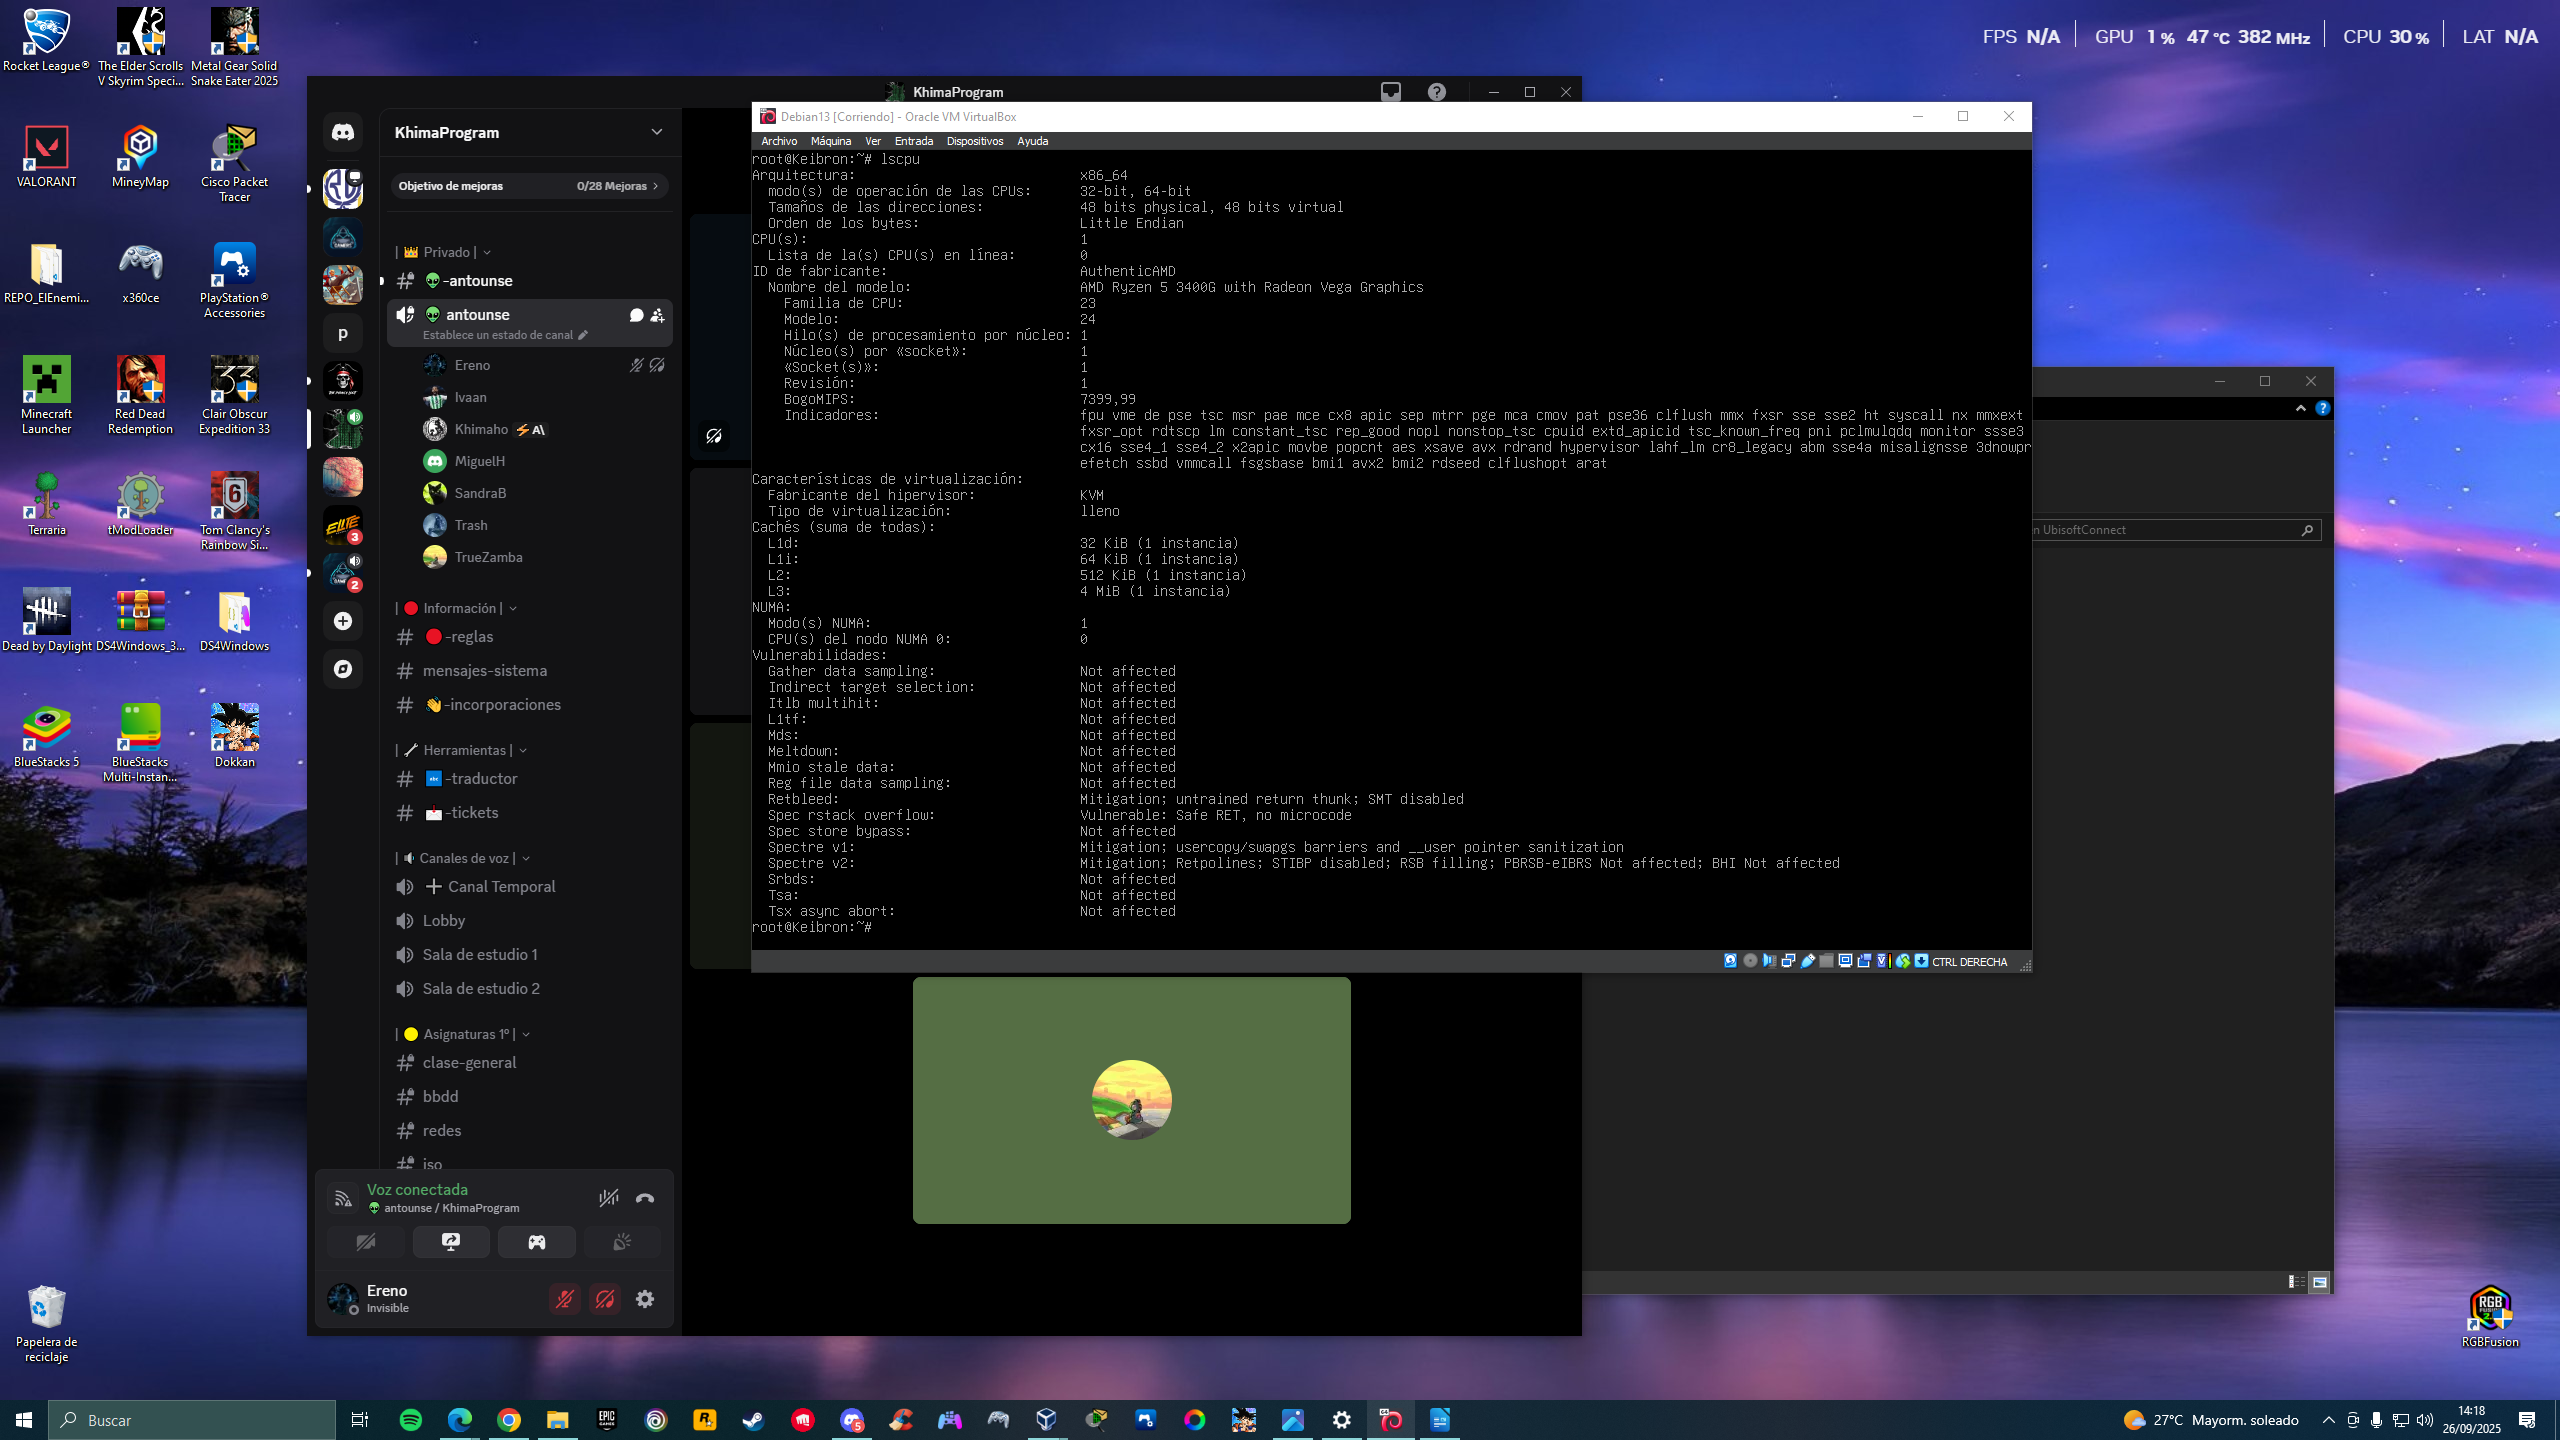 Rocket League®
The Elder Scrolls V Skyrim Speci...
Metal Gear Solid Snake Eater 2025
VALORANT
MineyMap
Cisco Packet Tracer
REPO_ElEnemi...
x360ce
PlayStation® Accessories
Minecraft Launcher
Red Dead Redemption
Clair Obscur Expedition 33
Terraria
tModLoader
Tom Clancy's Rainbow Si...
Dead by Daylight
DS4Windows_3...
DS4Windows
BlueStacks 5
BlueStacks Multi-Instan...
Dokkan
Papelera de reciclaje
RGBFusion
FPS N/A GPU 1 % 47 °C 382 MHz CPU 30 % LAT N/A
KhimaProgram
KhimaProgram
Objetivo de mejoras 0/28 Mejoras
| Privado |
-antounse
antounse
Establece un estado de canal
Ereno
Ivaan
Khimaho A\
MiguelH
SandraB
Trash
TrueZamba
| Información |
-reglas
mensajes-sistema
-incorporaciones
| Herramientas |
-traductor
-tickets
| Canales de voz |
Canal Temporal
Lobby
Sala de estudio 1
Sala de estudio 2
| Asignaturas 1º |
clase-general
bbdd
redes
iso
Voz conectada
antounse / KhimaProgram
Ereno
Invisible
p
ELITE
3
2
Debian13 [Corriendo] - Oracle VM VirtualBox
Archivo Máquina Ver Entrada Dispositivos Ayuda
root@Keibron:~# lscpu
Arquitectura: x86_64
modo(s) de operación de las CPUs: 32-bit, 64-bit
Tamaños de las direcciones: 48 bits physical, 48 bits virtual
Orden de los bytes: Little Endian
CPU(s): 1
Lista de la(s) CPU(s) en línea: 0
ID de fabricante: AuthenticAMD
Nombre del modelo: AMD Ryzen 5 3400G with Radeon Vega Graphics
Familia de CPU: 23
Modelo: 24
Hilo(s) de procesamiento por núcleo: 1
Núcleo(s) por «socket»: 1
«Socket(s)»: 1
Revisión: 1
BogoMIPS: 7399,99
Indicadores: fpu vme de pse tsc msr pae mce cx8 apic sep mtrr pge mca cmov pat pse36 clflush mmx fxsr sse sse2 ht syscall nx mmxext
fxsr_opt rdtscp lm constant_tsc rep_good nopl nonstop_tsc cpuid extd_apicid tsc_known_freq pni pclmulqdq monitor ssse3
cx16 sse4_1 sse4_2 x2apic movbe popcnt aes xsave avx rdrand hypervisor lahf_lm cr8_legacy abm sse4a misalignsse 3dnowpr
efetch ssbd vmmcall fsgsbase bmi1 avx2 bmi2 rdseed clflushopt arat
Características de virtualización:
Fabricante del hipervisor: KVM
Tipo de virtualización: lleno
Cachés (suma de todas):
L1d: 32 KiB (1 instancia)
L1i: 64 KiB (1 instancia)
L2: 512 KiB (1 instancia)
L3: 4 MiB (1 instancia)
NUMA:
Modo(s) NUMA: 1
CPU(s) del nodo NUMA 0: 0
Vulnerabilidades:
Gather data sampling: Not affected
Indirect target selection: Not affected
Itlb multihit: Not affected
L1tf: Not affected
Mds: Not affected
Meltdown: Not affected
Mmio stale data: Not affected
Reg file data sampling: Not affected
Retbleed: Mitigation; untrained return thunk; SMT disabled
Spec rstack overflow: Vulnerable: Safe RET, no microcode
Spec store bypass: Not affected
Spectre v1: Mitigation; usercopy/swapgs barriers and __user pointer sanitization
Spectre v2: Mitigation; Retpolines; STIBP disabled; RSB filling; PBRSB-eIBRS Not affected; BHI Not affected
Srbds: Not affected
Tsa: Not affected
Tsx async abort: Not affected
root@Keibron:~#
CTRL DERECHA
n UbisoftConnect
Buscar
EPIC GAMES
5
27°C Mayorm. soleado
14:18
26/09/2025